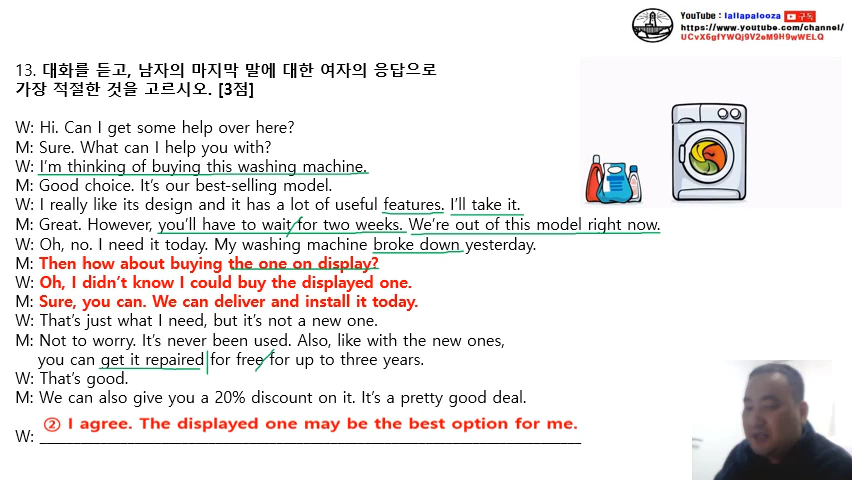 YouTube : lallapalooza 구독
https://www.youtube.com/channel/
UCvX6gfYWQj9V2eM9H9wWELQ
13. 대화를 듣고, 남자의 마지막 말에 대한 여자의 응답으로
가장 적절한 것을 고르시오. [3점]
W: Hi. Can I get some help over here?
M: Sure. What can I help you with?
W: I'm thinking of buying this washing machine.
M: Good choice. It's our best-selling model.
W: I really like its design and it has a lot of useful features. I'll take it.
M: Great. However, you'll have to wait for two weeks. We're out of this model right now.
W: Oh, no. I need it today. My washing machine broke down yesterday.
M: Then how about buying the one on display?
W: Oh, I didn't know I could buy the displayed one.
M: Sure, you can. We can deliver and install it today.
W: That's just what I need, but it's not a new one.
M: Not to worry. It's never been used. Also, like with the new ones,
you can get it repaired for free for up to three years.
W: That's good.
M: We can also give you a 20% discount on it. It's a pretty good deal.
② I agree. The displayed one may be the best option for me.
W: